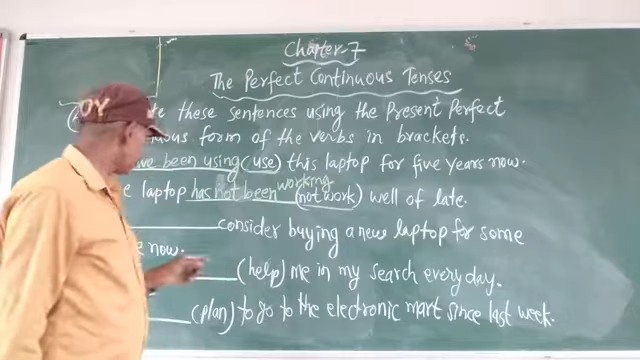 Chapter-7
The Perfect Continuous Tenses
te these sentences using the Present Perfect
uous form of the verbs in brackets.
ve been using (use) this laptop for five years now.
e laptop has not been working (not work) well of late.
consider buying a new laptop for some
e now.
(help) me in my search everyday.
(plan) to go to the electronic mart since last week.
OY